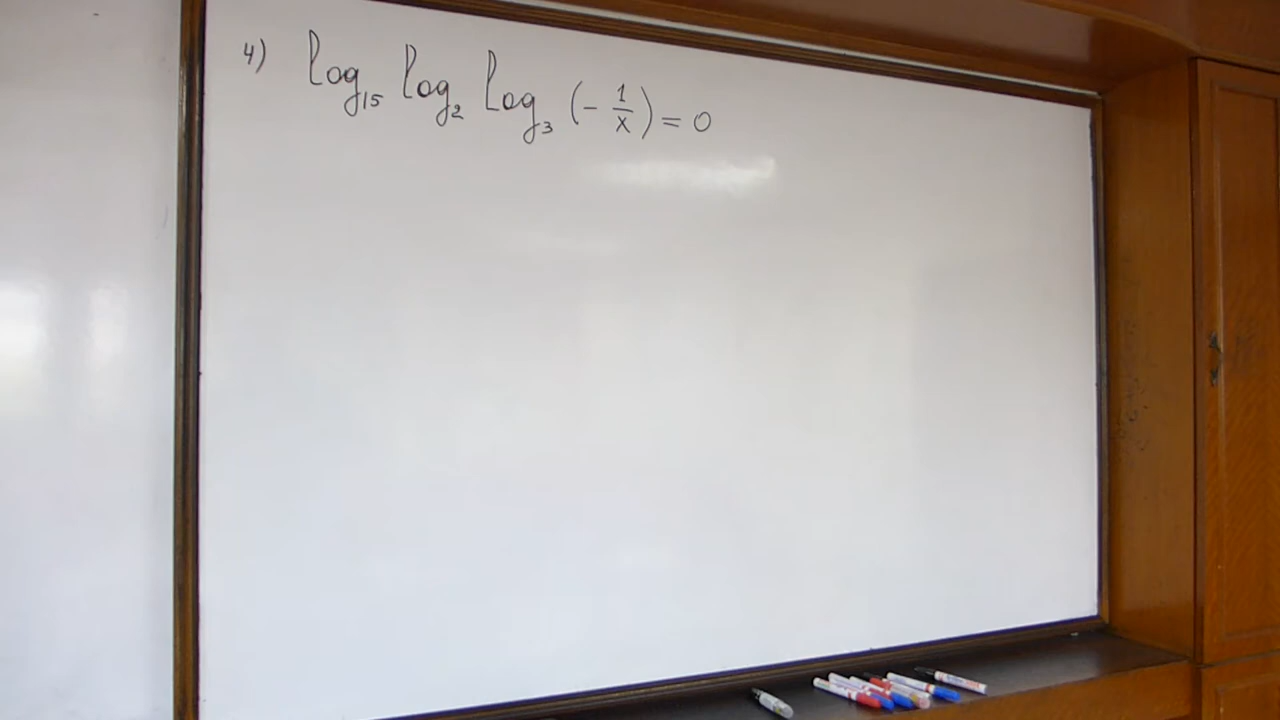 4) log₁₅ log₂ log₃ (- 1/x) = 0